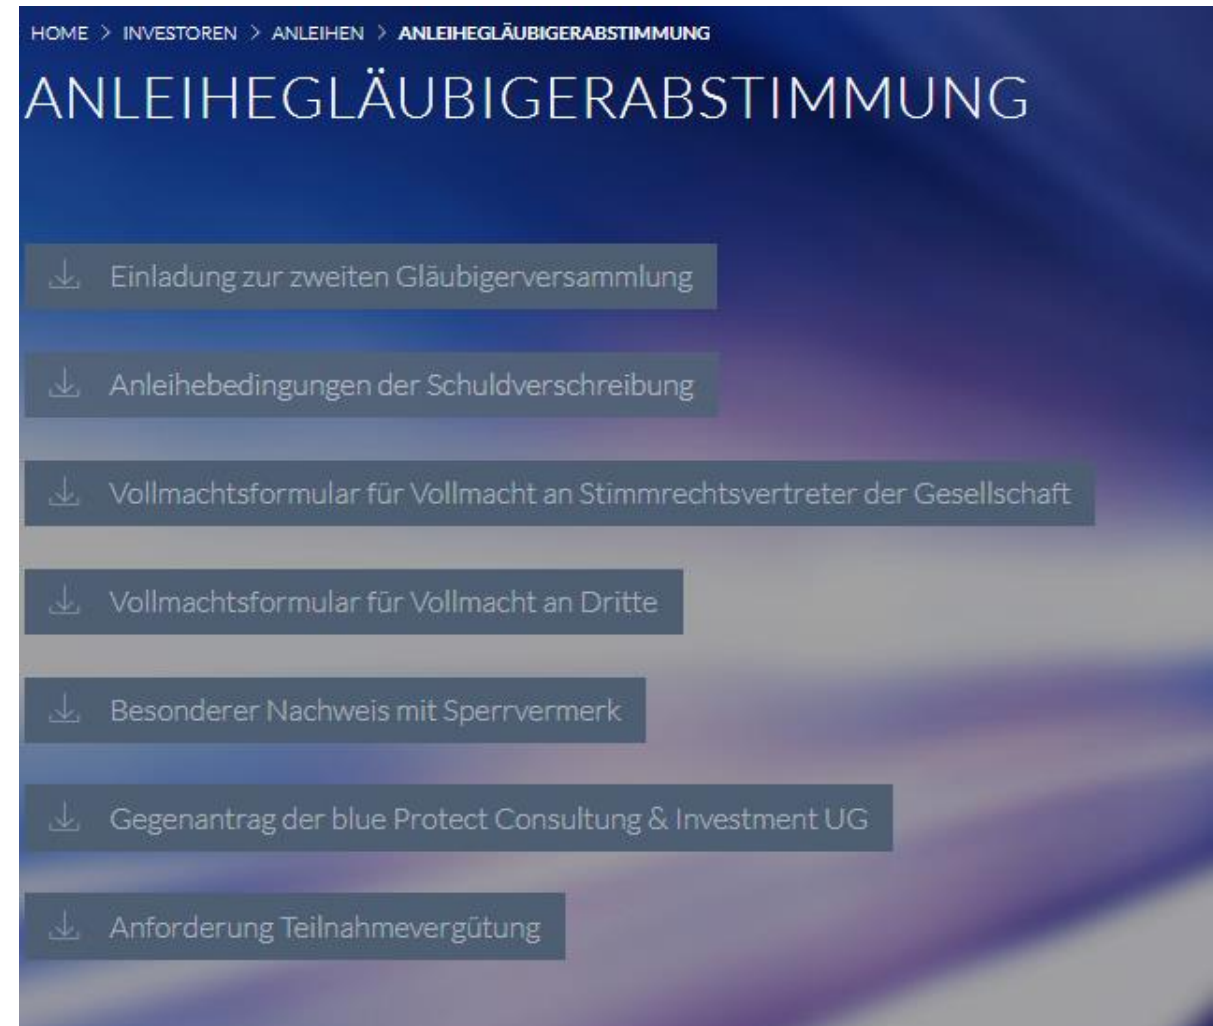 HOME > INVESTOREN > ANLEIHEN > ANLEIHEGLÄUBIGERABSTIMMUNG
ANLEIHEGLÄUBIGERABSTIMMUNG
Einladung zur zweiten Gläubigerversammlung
Anleihebedingungen der Schuldverschreibung
Vollmachtsformular für Vollmacht an Stimmrechtsvertreter der Gesellschaft
Vollmachtsformular für Vollmacht an Dritte
Besonderer Nachweis mit Sperrvermerk
Gegenantrag der blue Protect Consultung & Investment UG
Anforderung Teilnahmevergütung